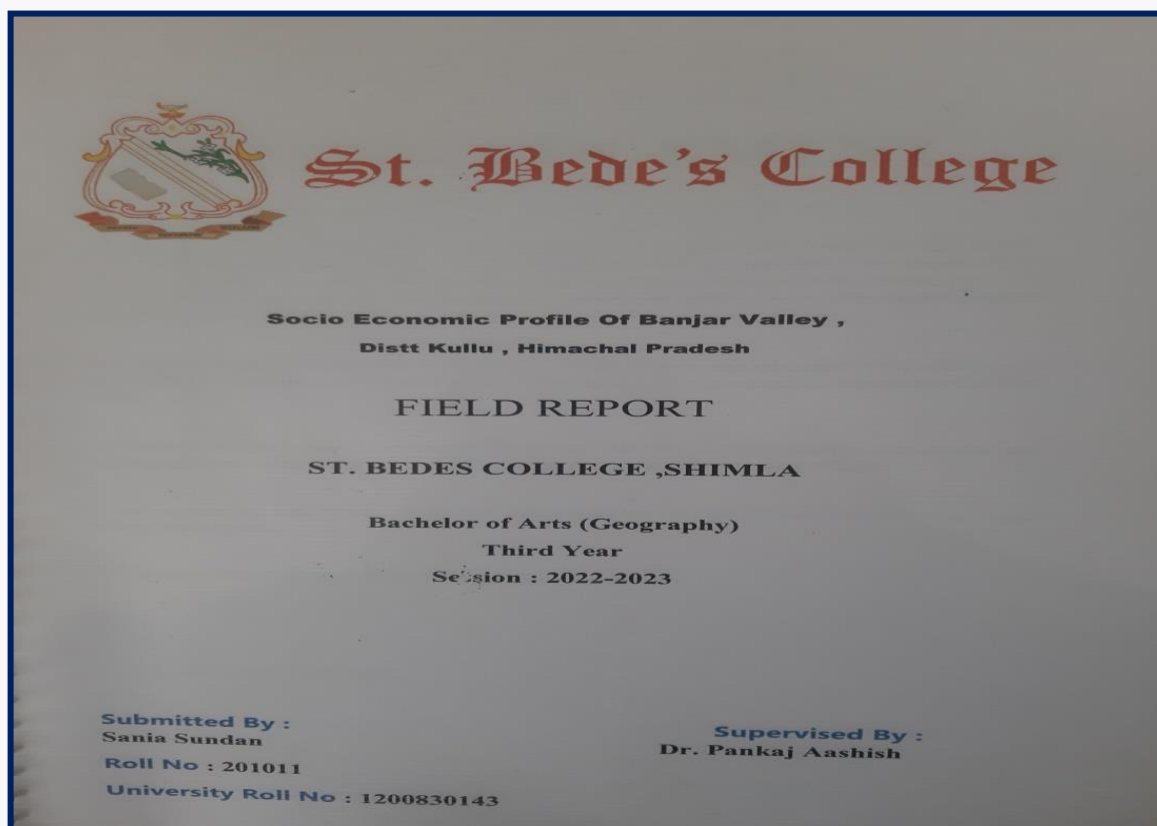 St. Bede's College
Socio Economic Profile Of Banjar Valley ,
Distt Kullu , Himachal Pradesh
FIELD REPORT
ST. BEDES COLLEGE ,SHIMLA
Bachelor of Arts (Geography)
Third Year
Session : 2022-2023
Submitted By :
Sania Sundan
Roll No : 201011
University Roll No : 1200830143
Supervised By :
Dr. Pankaj Aashish